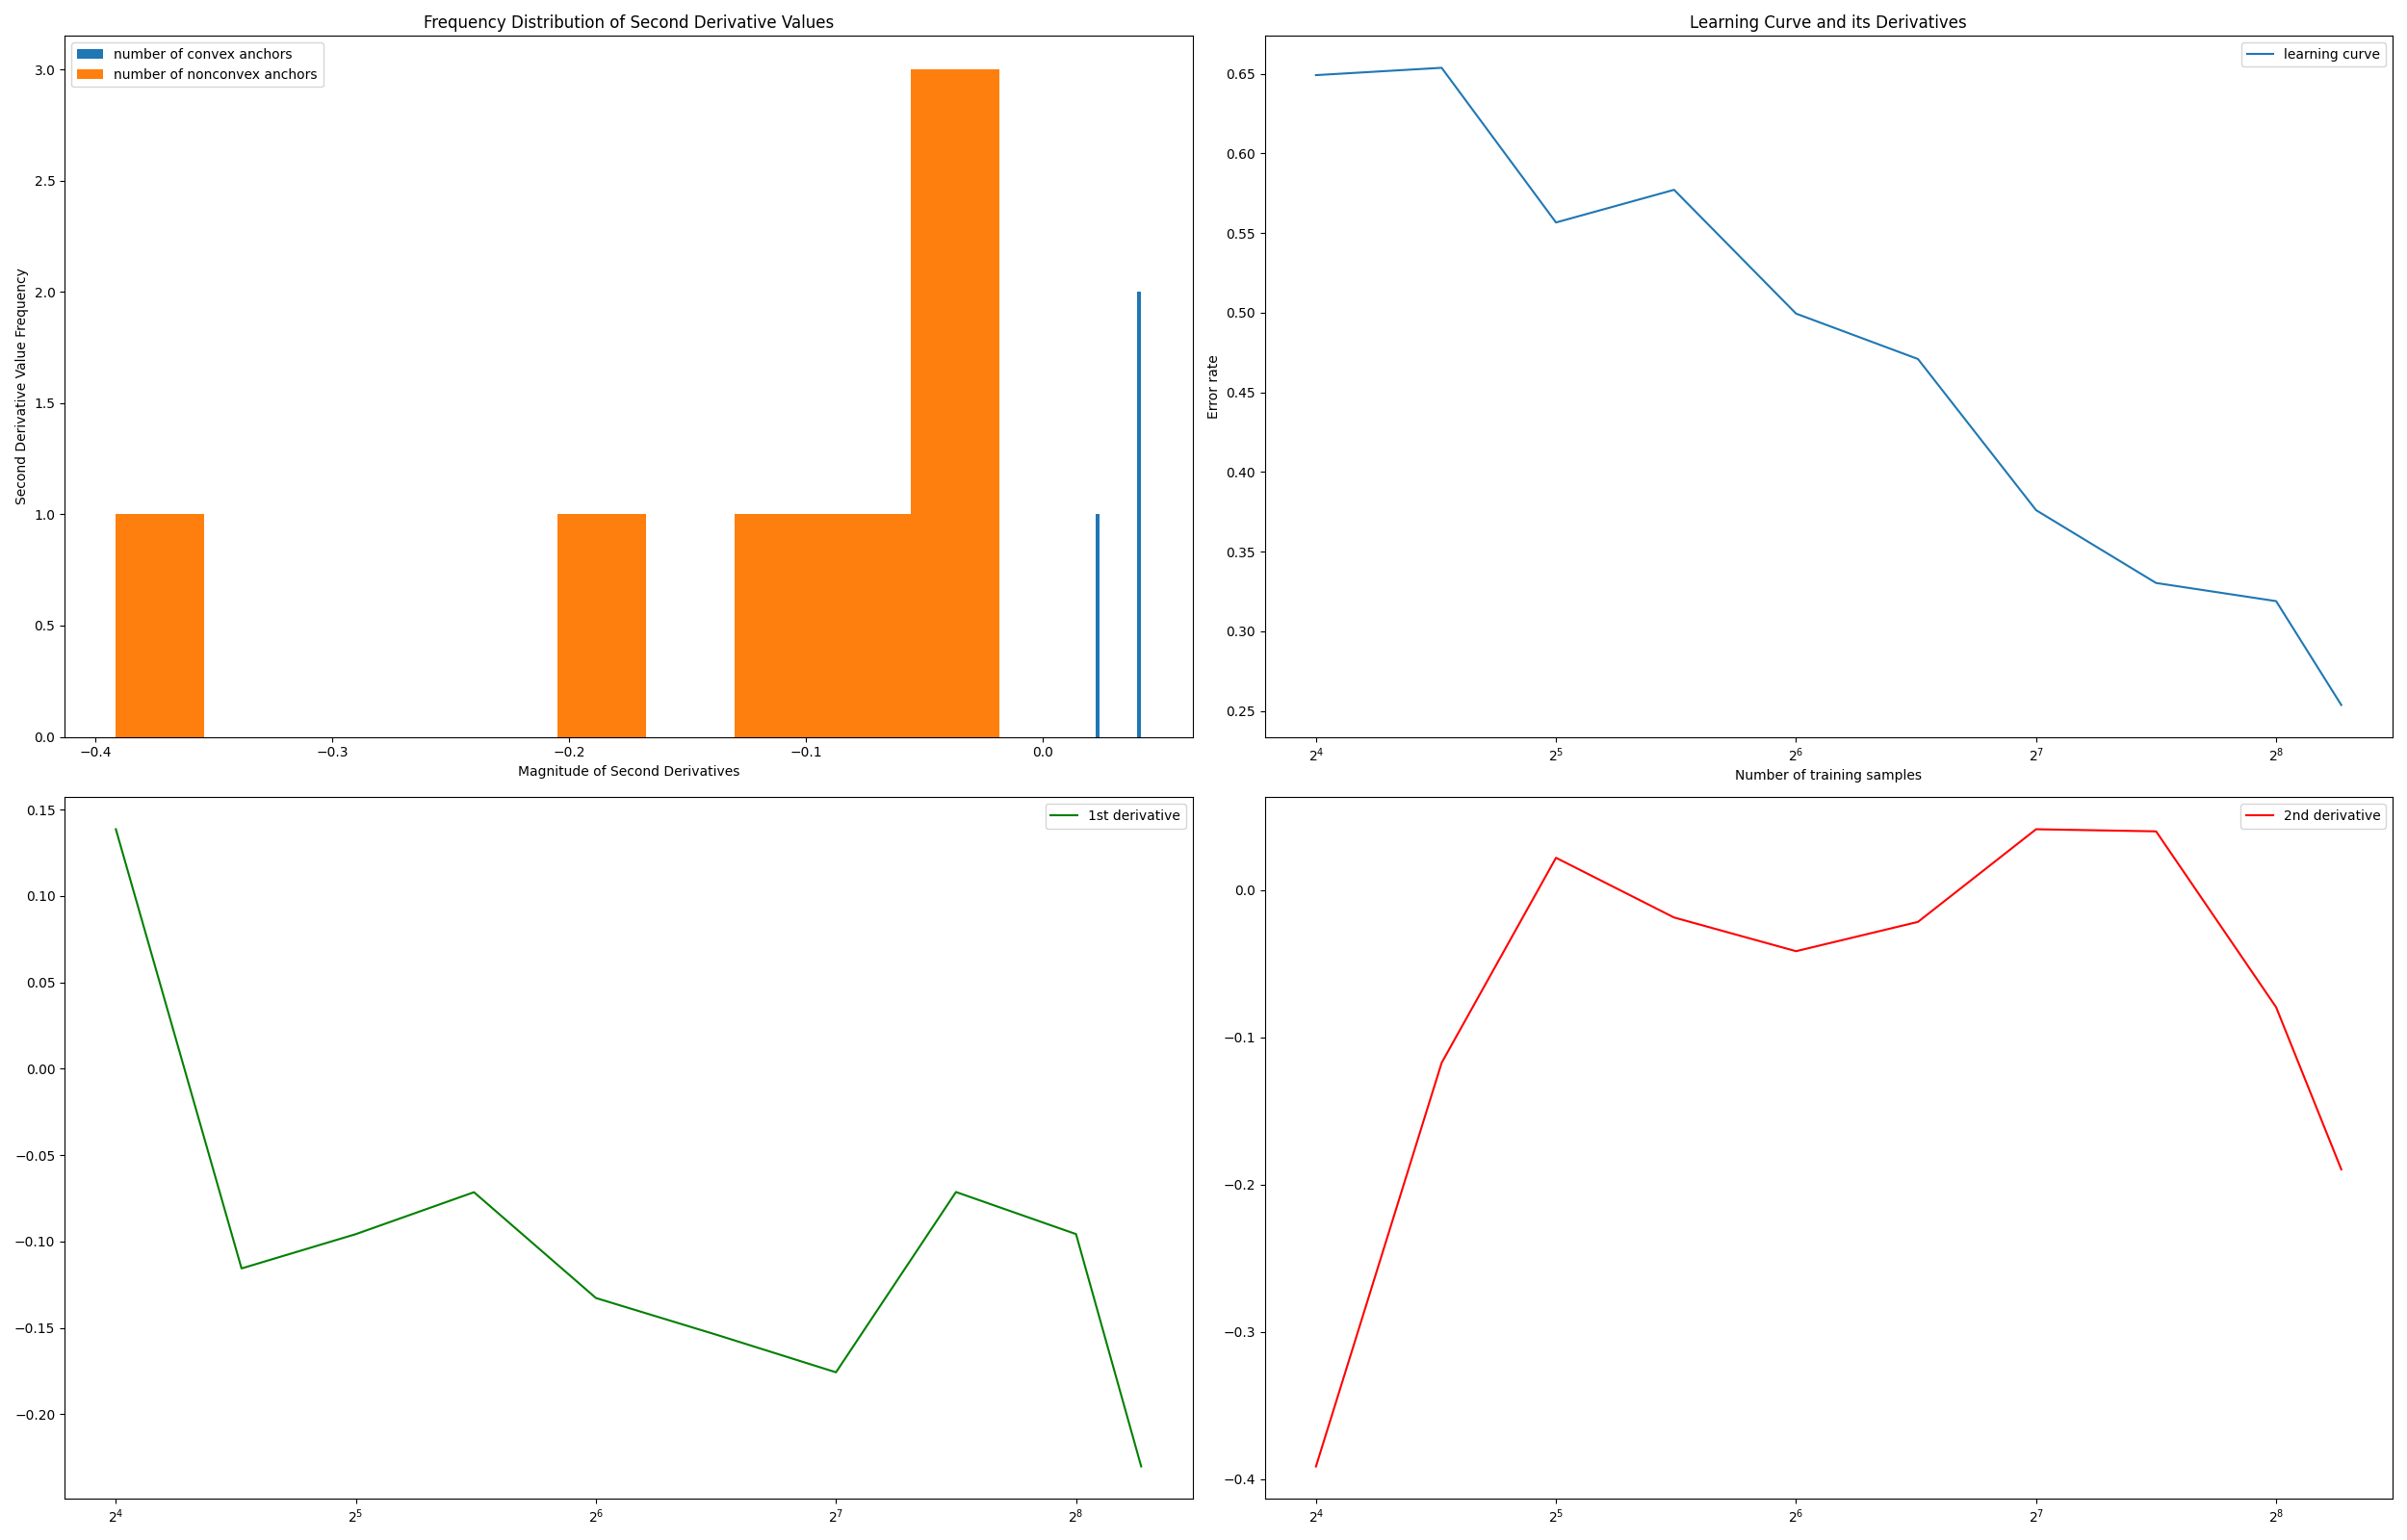 Frequency Distribution of Second Derivative Values
number of convex anchors
number of nonconvex anchors
3.0
2.5
2.0
1.5
1.0
0.5
0.0
Second Derivative Value Frequency
−0.4 −0.3 −0.2 −0.1 0.0
Magnitude of Second Derivatives
Learning Curve and its Derivatives
learning curve
0.65
0.60
0.55
0.50
0.45
0.40
0.35
0.30
0.25
Error rate
2⁴ 2⁵ 2⁶ 2⁷ 2⁸
Number of training samples
1st derivative
0.15
0.10
0.05
0.00
−0.05
−0.10
−0.15
−0.20
2⁴ 2⁵ 2⁶ 2⁷ 2⁸
2nd derivative
0.0
−0.1
−0.2
−0.3
−0.4
2⁴ 2⁵ 2⁶ 2⁷ 2⁸